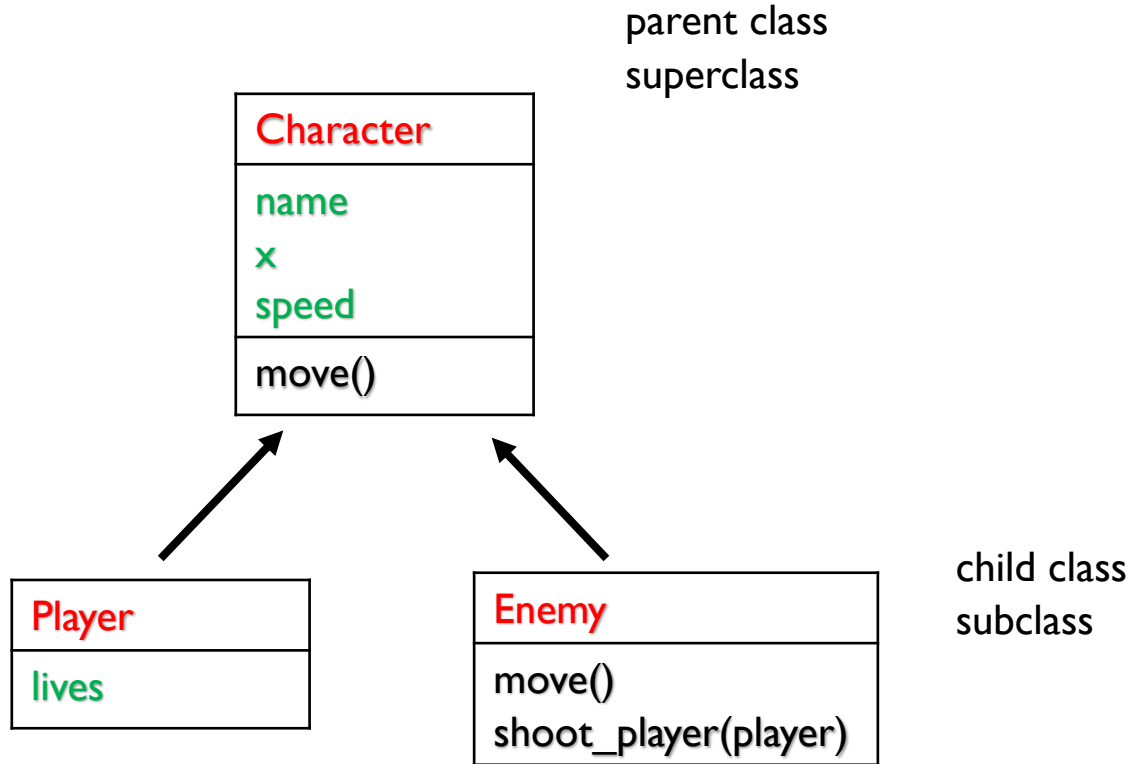 parent class
superclass
Character
name
x
speed
move()
Player
lives
Enemy
move()
shoot_player(player)
child class
subclass